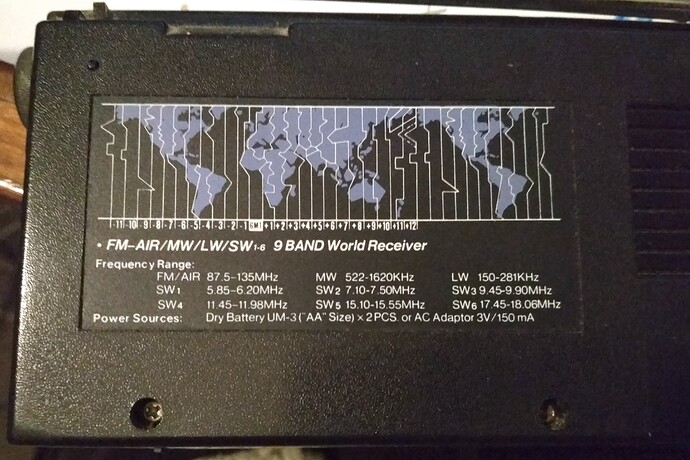 -11 -10 -9 -8 -7 -6 -5 -4 -3 -2 -1 GMT +1 +2 +3 +4 +5 +6 +7 +8 +9 +10 +11 +12
• FM-AIR/MW/LW/SW1-6 9 BAND World Receiver
Frequency Range:
FM/AIR 87.5-135MHz MW 522-1620KHz LW 150-281KHz
SW1 5.85-6.20MHz SW2 7.10-7.50MHz SW3 9.45-9.90MHz
SW4 11.45-11.98MHz SW5 15.10-15.55MHz SW6 17.45-18.06MHz
Power Sources: Dry Battery UM-3 ("AA" Size) × 2 PCS. or AC Adaptor 3V/150 mA